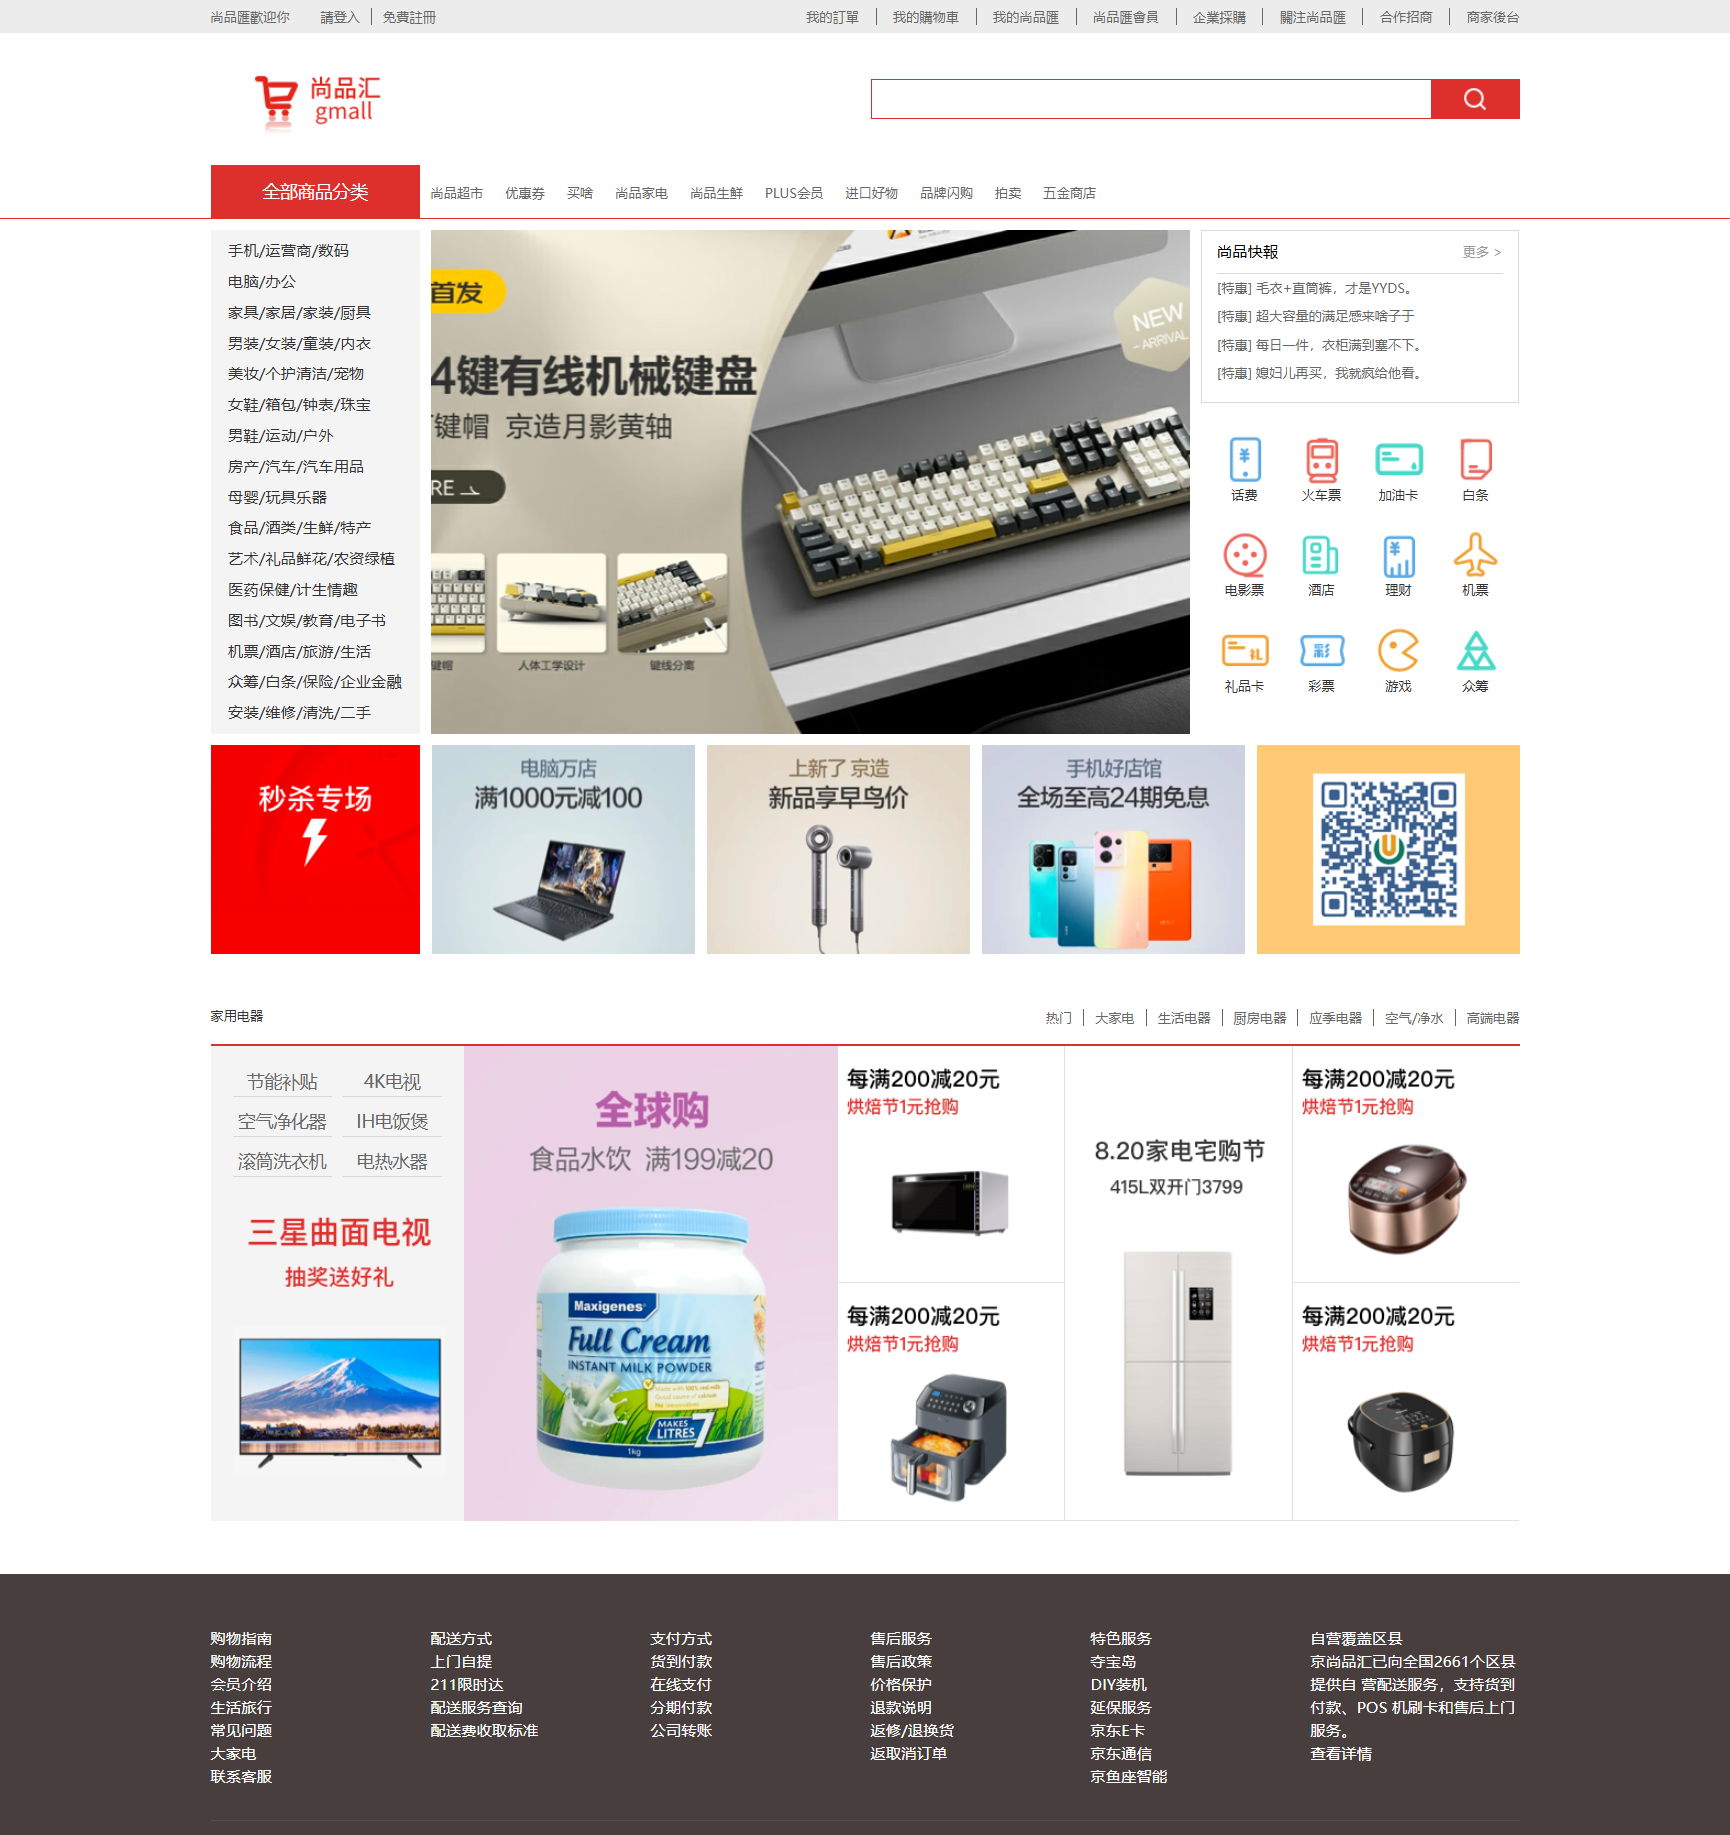 尚品匯歡迎你 請登入 免費註冊 我的訂單 我的購物車 我的尚品匯 尚品匯會員 企業採購 關注尚品匯 合作招商 商家後台
尚品汇
gmall
全部商品分类 尚品超市 优惠券 买啥 尚品家电 尚品生鲜 PLUS会员 进口好物 品牌闪购 拍卖 五金商店
手机/运营商/数码
电脑/办公
家具/家居/家装/厨具
男装/女装/童装/内衣
美妆/个护清洁/宠物
女鞋/箱包/钟表/珠宝
男鞋/运动/户外
房产/汽车/汽车用品
母婴/玩具乐器
食品/酒类/生鲜/特产
艺术/礼品鲜花/农资绿植
医药保健/计生情趣
图书/文娱/教育/电子书
机票/酒店/旅游/生活
众筹/白条/保险/企业金融
安装/维修/清洗/二手
首发
NEW
ARRIVAL
4键有线机械键盘
键帽 京造月影黄轴
RE
键帽 人体工学设计 键线分离
尚品快報 更多 >
[特惠] 毛衣+直筒裤，才是YYDS。
[特惠] 超大容量的满足感来啥子于
[特惠] 每日一件，衣柜满到塞不下。
[特惠] 媳妇儿再买，我就疯给他看。
话费 火车票 加油卡 白条
电影票 酒店 理财 机票
礼
彩
礼品卡 彩票 游戏 众筹
秒杀专场
电脑万店
满1000元减100
上新了 京造
新品享早鸟价
手机好店馆
全场至高24期免息
家用电器 热门 大家电 生活电器 厨房电器 应季电器 空气/净水 高端电器
节能补贴 4K电视
空气净化器 IH电饭煲
滚筒洗衣机 电热水器
三星曲面电视
抽奖送好礼
全球购
食品水饮 满199减20
Maxigenes
Full Cream
INSTANT MILK POWDER
MAKES
LITRES 7
1kg
每满200减20元
烘焙节1元抢购
每满200减20元
烘焙节1元抢购
8.20家电宅购节
415L双开门3799
每满200减20元
烘焙节1元抢购
每满200减20元
烘焙节1元抢购
购物指南
购物流程
会员介绍
生活旅行
常见问题
大家电
联系客服
配送方式
上门自提
211限时达
配送服务查询
配送费收取标准
支付方式
货到付款
在线支付
分期付款
公司转账
售后服务
售后政策
价格保护
退款说明
返修/退换货
返取消订单
特色服务
夺宝岛
DIY装机
延保服务
京东E卡
京东通信
京鱼座智能
自营覆盖区县
京尚品汇已向全国2661个区县
提供自 营配送服务，支持货到
付款、POS 机刷卡和售后上门
服务。
查看详情